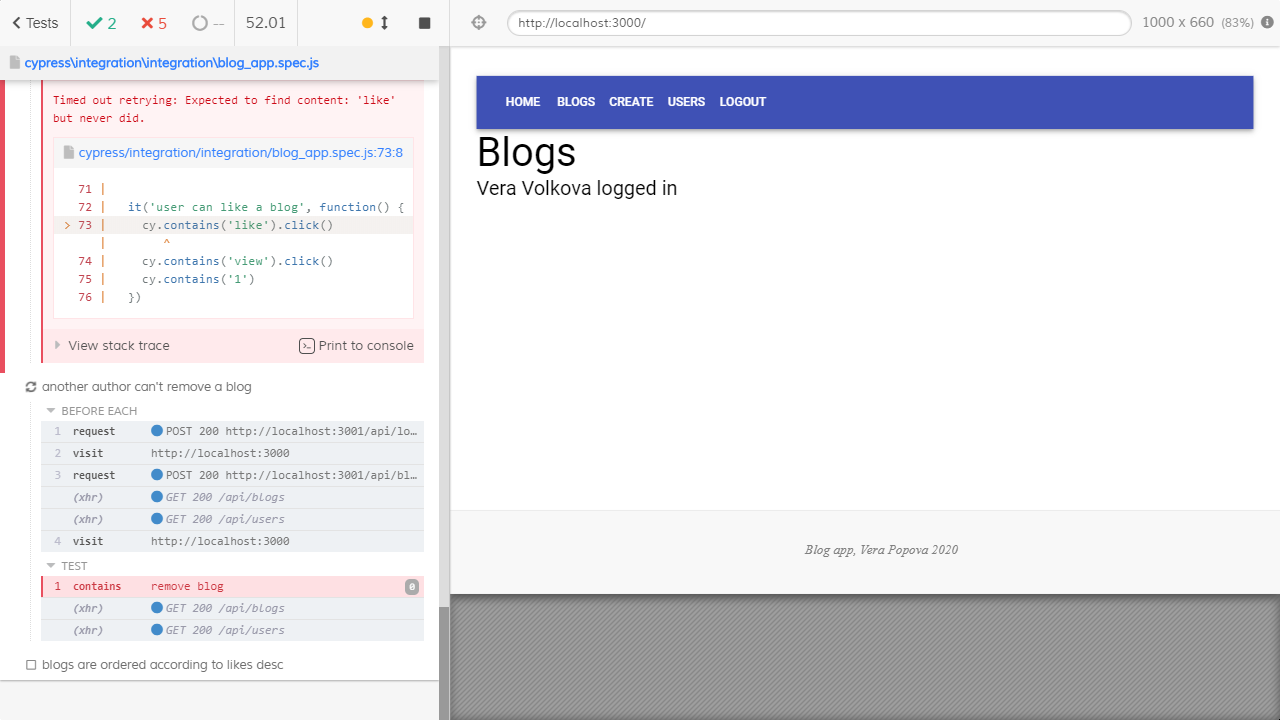 Tests 2 5 -- 52.01
cypress\integration\integration\blog_app.spec.js
Timed out retrying: Expected to find content: 'like'
but never did.
cypress/integration/integration/blog_app.spec.js:73:8
71 |
72 | it('user can like a blog', function() {
> 73 | cy.contains('like').click()
| ^
74 | cy.contains('view').click()
75 | cy.contains('1')
76 | })
View stack trace Print to console
another author can't remove a blog
BEFORE EACH
1 request POST 200 http://localhost:3001/api/lo…
2 visit http://localhost:3000
3 request POST 200 http://localhost:3001/api/bl…
(xhr) GET 200 /api/blogs
(xhr) GET 200 /api/users
4 visit http://localhost:3000
TEST
1 contains remove blog 0
(xhr) GET 200 /api/blogs
(xhr) GET 200 /api/users
blogs are ordered according to likes desc
http://localhost:3000/ 1000 x 660 (83%)
HOME BLOGS CREATE USERS LOGOUT
Blogs
Vera Volkova logged in
Blog app, Vera Popova 2020